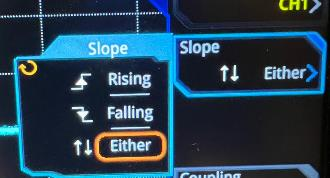 CH1
Slope
Rising
Falling
Either
Slope
Either
Coupling